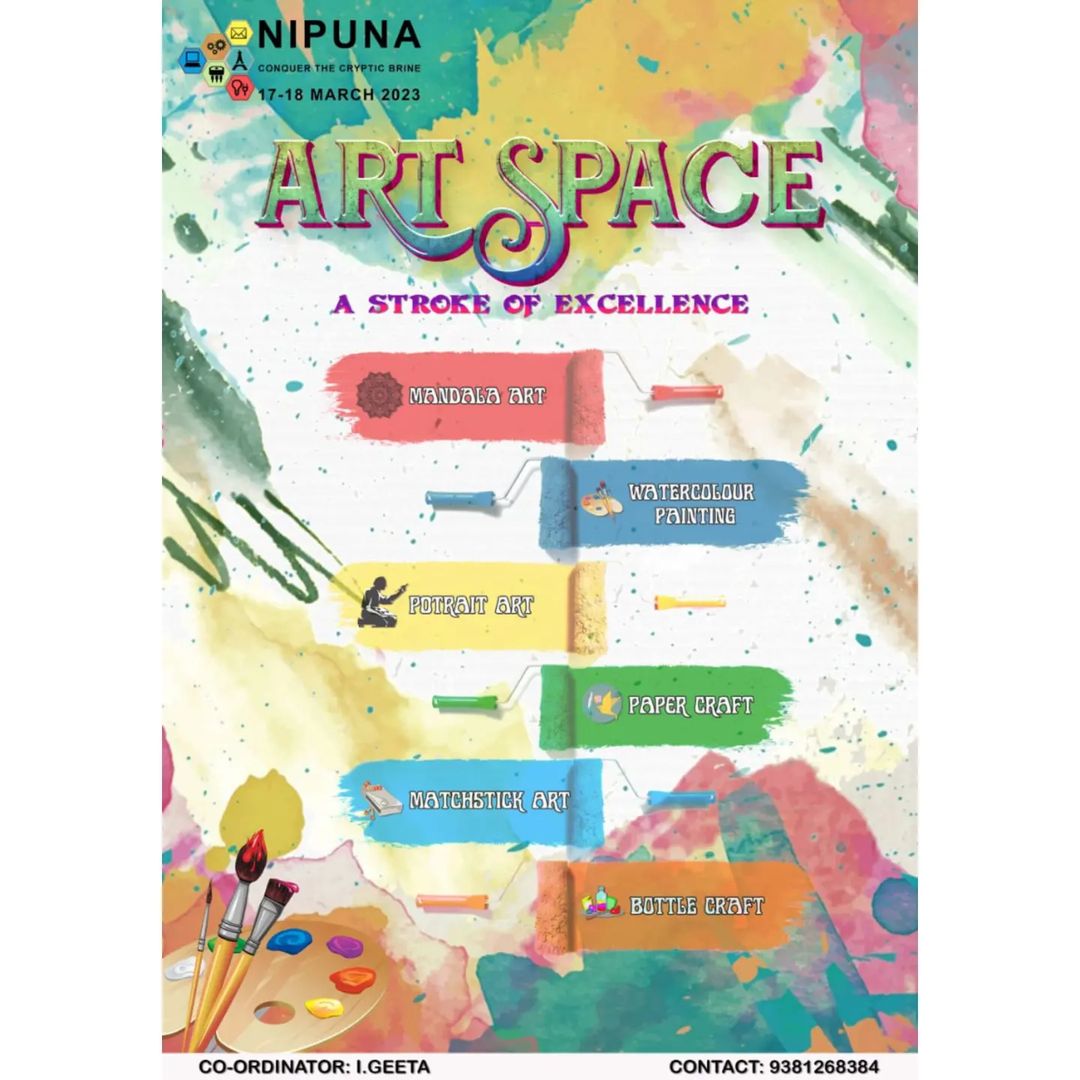 NIPUNA
CONQUER THE CRYPTIC BRINE
17-18 MARCH 2023
ART SPACE
A STROKE OF EXCELLENCE
MANDALA ART
WATERCOLOUR
PAINTING
POTRAIT ART
PAPER CRAFT
MATCHSTICK ART
BOTTLE CRAFT
CO-ORDINATOR: I.GEETA
CONTACT: 9381268384